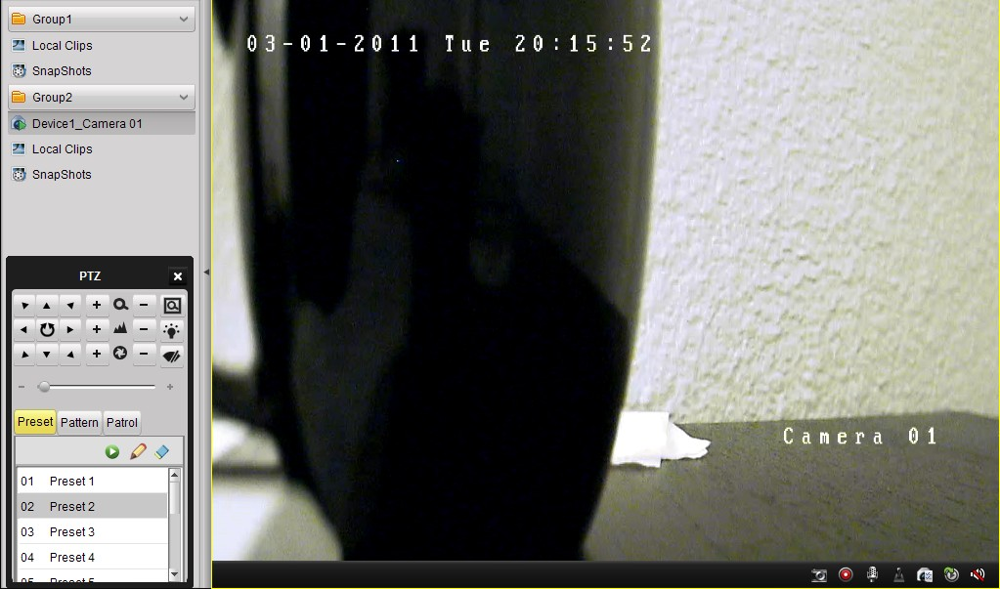 Group1
Local Clips
SnapShots
Group2
Device1_Camera 01
Local Clips
SnapShots
PTZ
Preset
Pattern
Patrol
01 Preset 1
02 Preset 2
03 Preset 3
04 Preset 4
05 Preset 5
03-01-2011 Tue 20:15:52
Camera 01